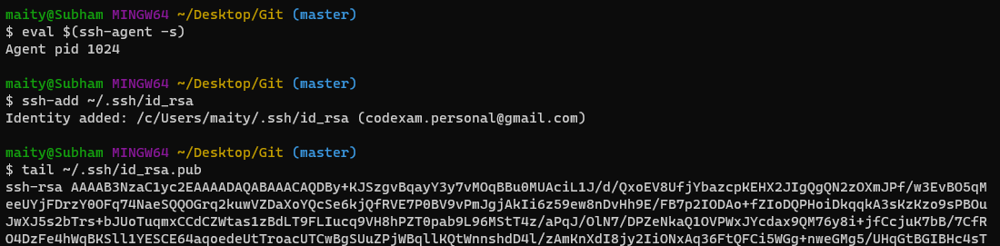 maity@Subham MINGW64 ~/Desktop/Git (master)
$ eval $(ssh-agent -s)
Agent pid 1024
maity@Subham MINGW64 ~/Desktop/Git (master)
$ ssh-add ~/.ssh/id_rsa
Identity added: /c/Users/maity/.ssh/id_rsa (codexam.personal@gmail.com)
maity@Subham MINGW64 ~/Desktop/Git (master)
$ tail ~/.ssh/id_rsa.pub
ssh-rsa AAAAB3NzaC1yc2EAAAADAQABAAACAQDBy+KJSzgvBqayY3y7vMOqBBu0MUAciL1J/d/QxoEV8UfjYbazcpKEHX2JIgQgQN2zOXmJPf/w3EvBO5qM
eeUYjFDrzY0OFq74NaeSQQOGrq2kuwVZDaXoYQcSe6kjQfRVE7P0BV9vPmJgjAkIi6z59ew8nDvHh9E/FB7p2IODAo+fZIoDQPHoiDkqqkA3sKzKzo9sPBOu
JwXJ5s2bTrs+bJUoTuqmxCCdCZWtas1zBdLT9FLIucq9VH8hPZT0pab9L96MStT4z/aPqJ/OlN7/DPZeNkaQ1OVPWxJYcdax9QM76y8i+jfCcjuK7bB/7CfR
O4DzFe4hWqBKSll1YESCE64aqoedeUtTroacUTCwBgSUuZPjWBqllKQtWnnshdD4l/zAmKnXdI8jy2IiONxAq36FtQFCi5WGg+nweGMg5/UHqGtBGIBHc4sT